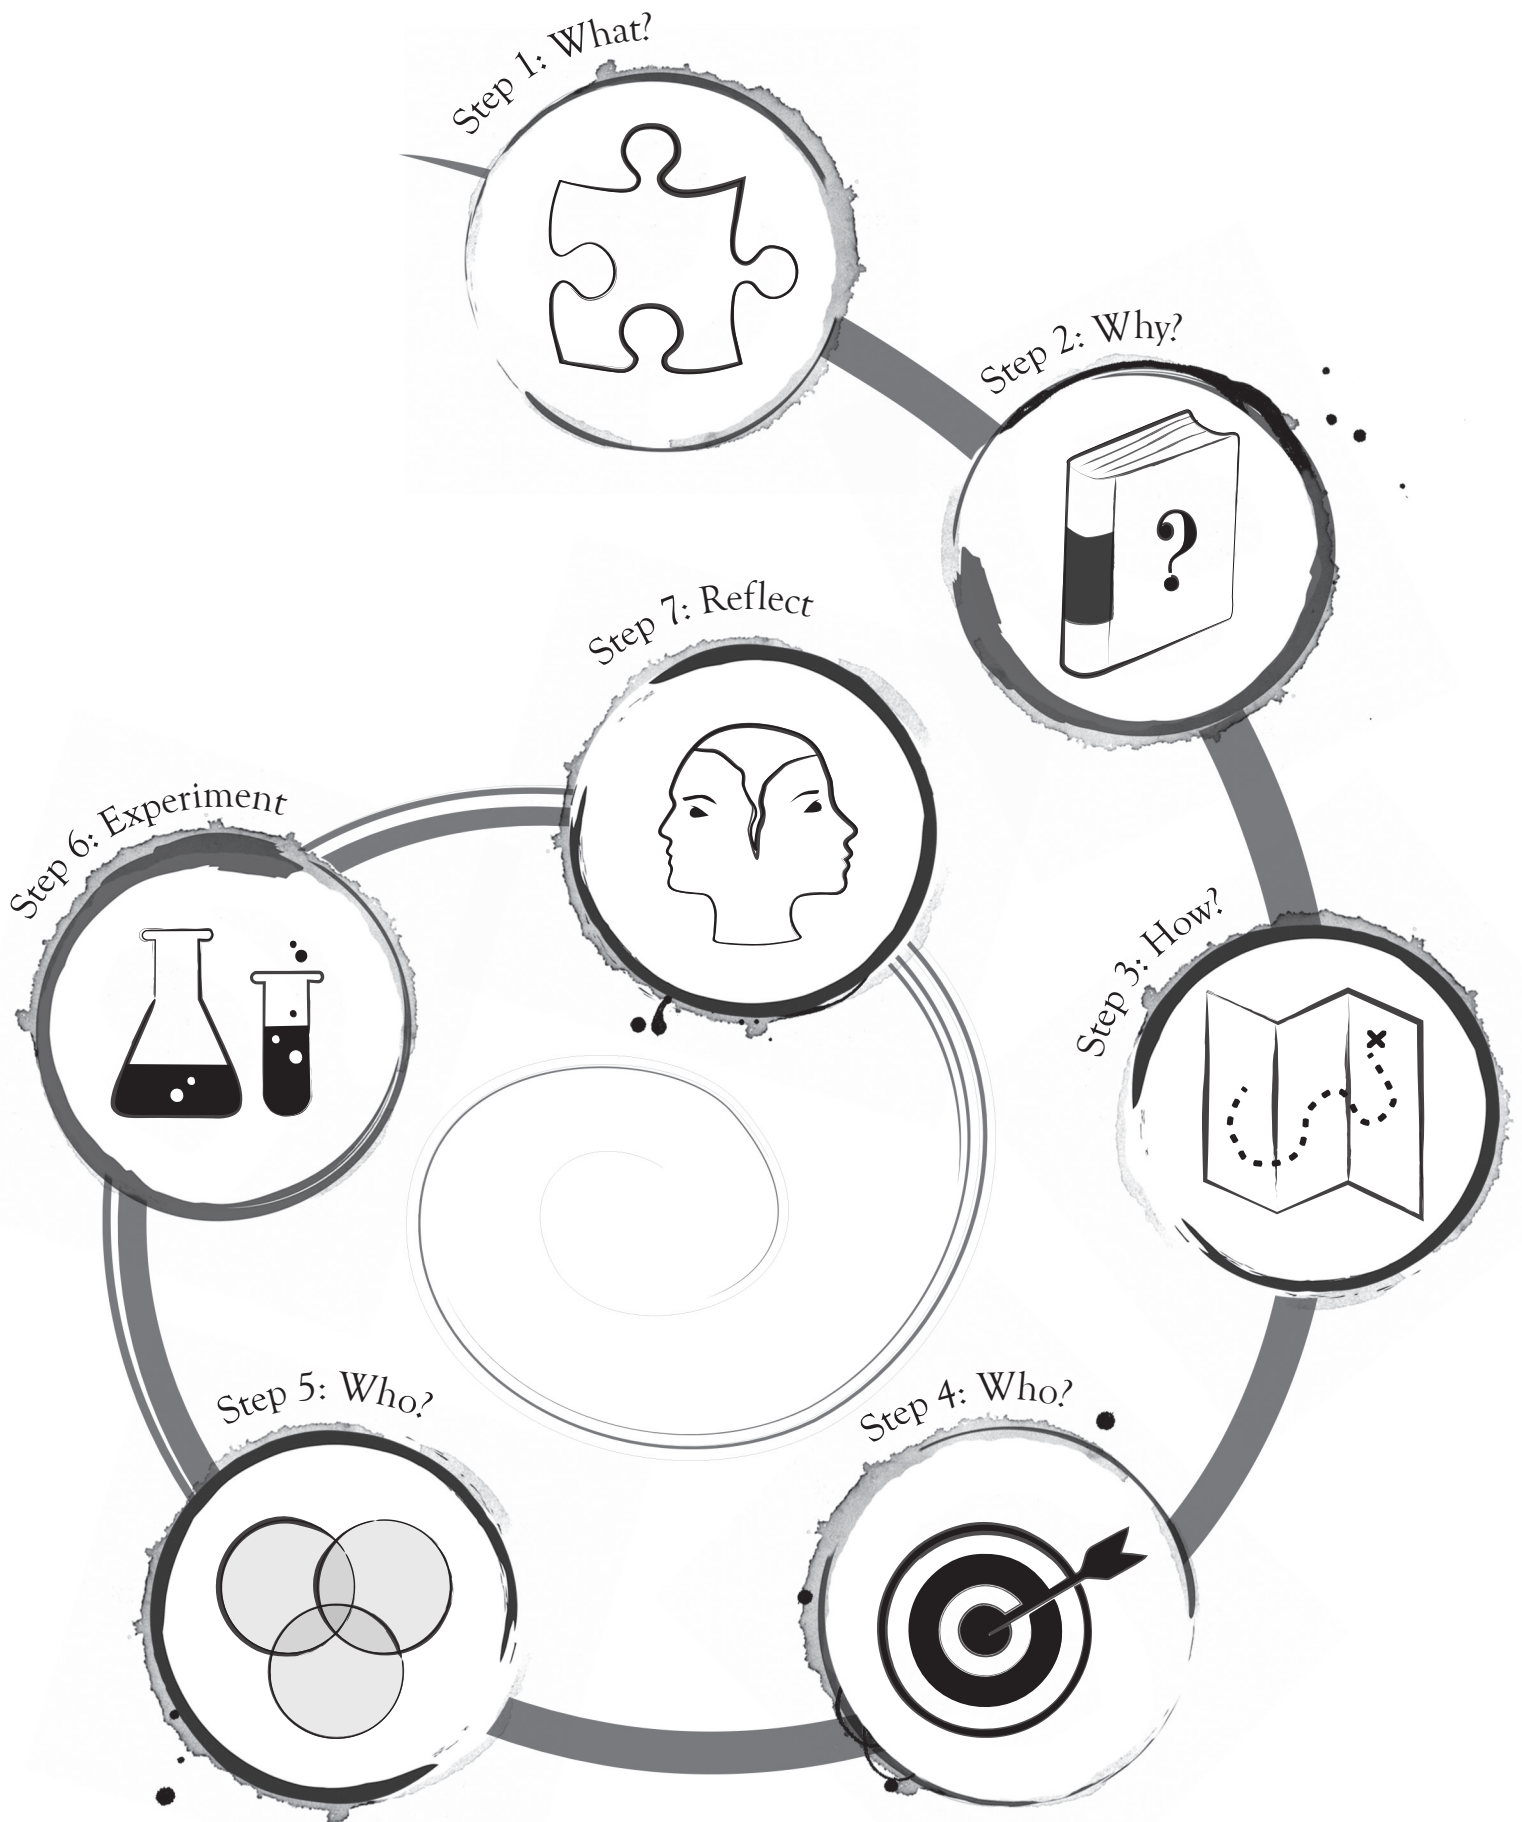 Step 1: What?
Step 2: Why?
Step 3: How?
Step 4: Who?
Step 5: Who?
Step 6: Experiment
Step 7: Reflect
?